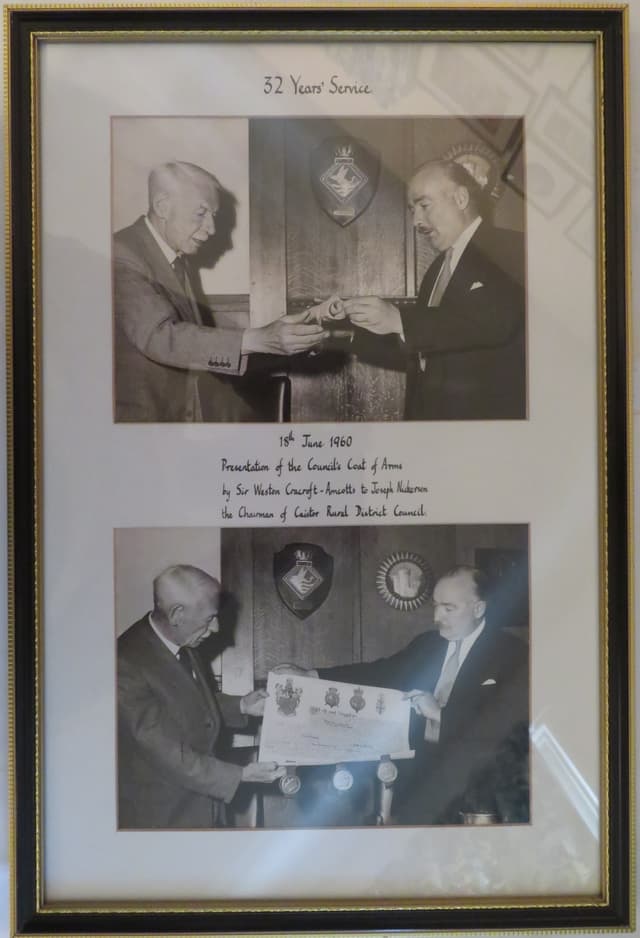 32 Years' Service
18th June 1960
Presentation of the Council's Coat of Arms
by Sir Weston Cracroft-Amcotts to Joseph Nickerson
the Chairman of Caistor Rural District Council.